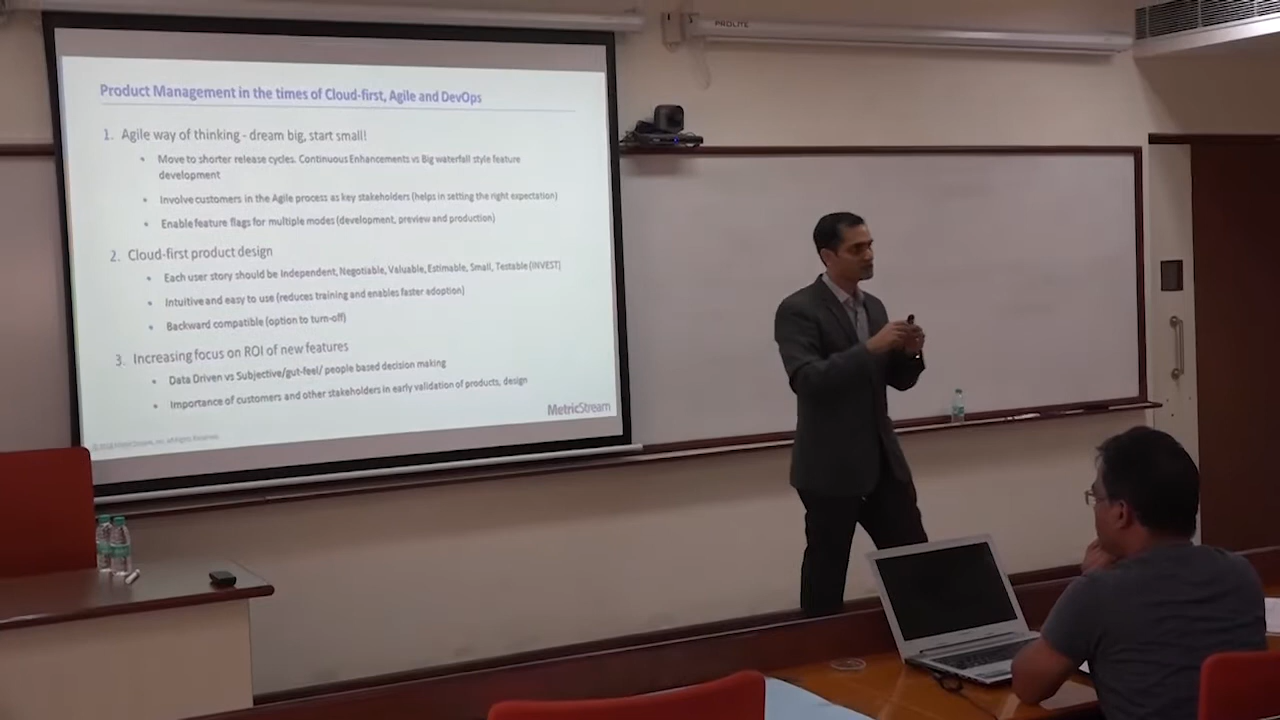 PROLITE
Product Management in the times of Cloud-first, Agile and DevOps
1. Agile way of thinking - dream big, start small!
• Move to shorter release cycles. Continuous Enhancements vs Big waterfall style feature
development
• Involve customers in the Agile process as key stakeholders (helps in setting the right expectation)
• Enable feature flags for multiple modes (development, preview and production)
2. Cloud-first product design
• Each user story should be Independent, Negotiable, Valuable, Estimable, Small, Testable (INVEST)
• Intuitive and easy to use (reduces training and enables faster adoption)
• Backward compatible (option to turn-off)
3. Increasing focus on ROI of new features
• Data Driven vs Subjective/gut-feel/ people based decision making
• Importance of customers and other stakeholders in early validation of products, design
MetricStream